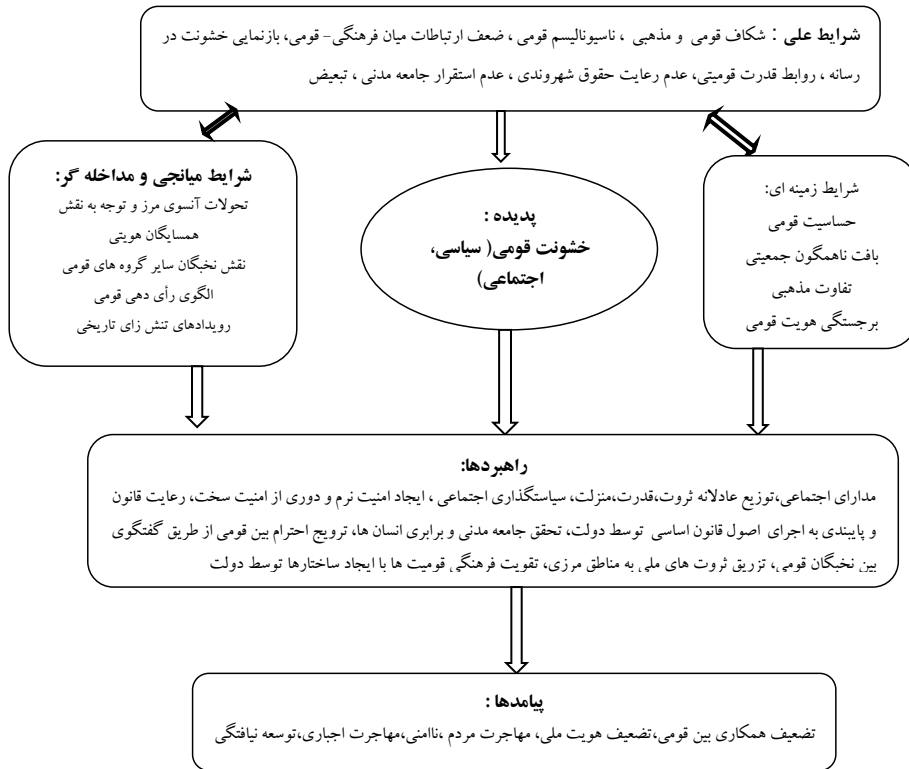 شرایط علی : شکاف قومی و مذهبی ، ناسیونالیسم قومی ، ضعف ارتباطات میان فرهنگی- قومی، بازنمایی خشونت در
رسانه ، روابط قدرت قومیتی، عدم رعایت حقوق شهروندی ، عدم استقرار جامعه مدنی ، تبعیض
شرایط زمینه ای:
حساسیت قومی
بافت ناهمگون جمعیتی
تفاوت مذهبی
برجستگی هویت قومی
پدیده :
خشونت قومی( سیاسی،
اجتماعی)
شرایط میانجی و مداخله گر:
تحولات آنسوی مرز و توجه به نقش
همسایگان هویتی
نقش نخبگان سایر گروه های قومی
الگوی رأی دهی قومی
رویدادهای تنش زای تاریخی
راهبردها:
مدارای اجتماعی،توزیع عادلانه ثروت،قدرت،منزلت، سیاستگذاری اجتماعی ، ایجاد امنیت نرم و دوری از امنیت سخت، رعایت قانون
و پایبندی به اجرای اصول قانون اساسی توسط دولت، تحقق جامعه مدنی و برابری انسان ها، ترویج احترام بین قومی از طریق گفتگوی
بین نخبگان قومی، تزریق ثروت های ملی به مناطق مرزی، تقویت فرهنگی قومیت ها با ایجاد ساختارها توسط دولت
پیامدها :
تضعیف همکاری بین قومی،تضعیف هویت ملی، مهاجرت مردم ،ناامنی،مهاجرت اجباری،توسعه نیافتگی